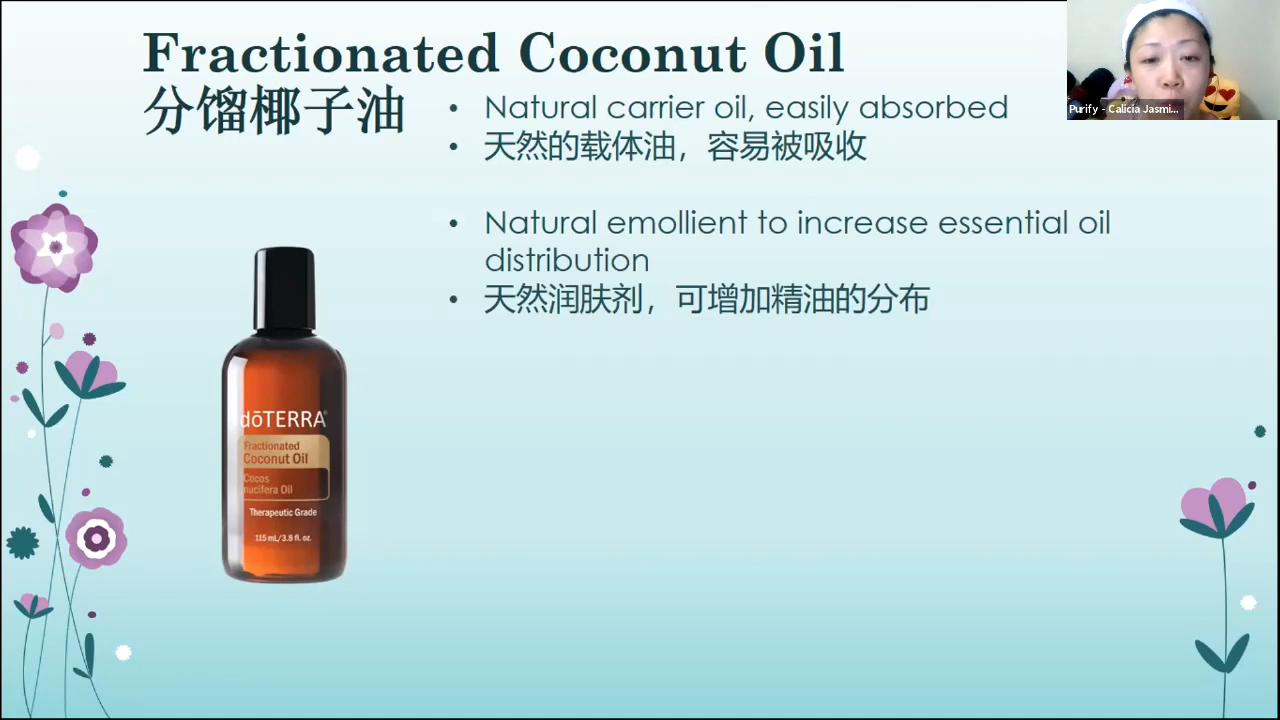 Fractionated Coconut Oil
分馏椰子油
• Natural carrier oil, easily absorbed
• 天然的载体油，容易被吸收
• Natural emollient to increase essential oil
distribution
• 天然润肤剂，可增加精油的分布
dōTERRA®
Fractionated
Coconut Oil
Cocos
nucifera Oil
Therapeutic Grade
115 mL/3.8 fl. oz.
Purify - Calicia Jasmi...